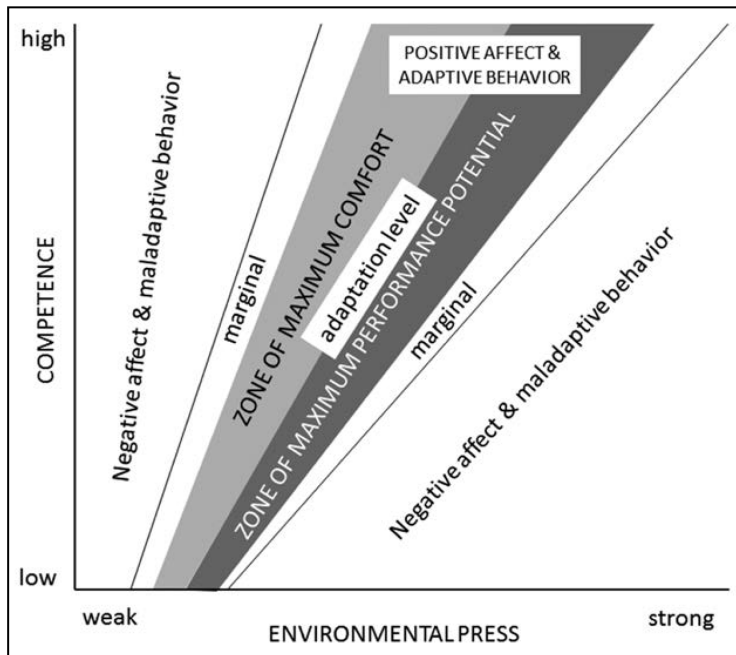 high
POSITIVE AFFECT &
ADAPTIVE BEHAVIOR
Negative affect & maladaptive behavior
marginal
ZONE OF MAXIMUM COMFORT
adaptation level
ZONE OF MAXIMUM PERFORMANCE POTENTIAL
marginal
Negative affect & maladaptive behavior
COMPETENCE
low
weak
strong
ENVIRONMENTAL PRESS